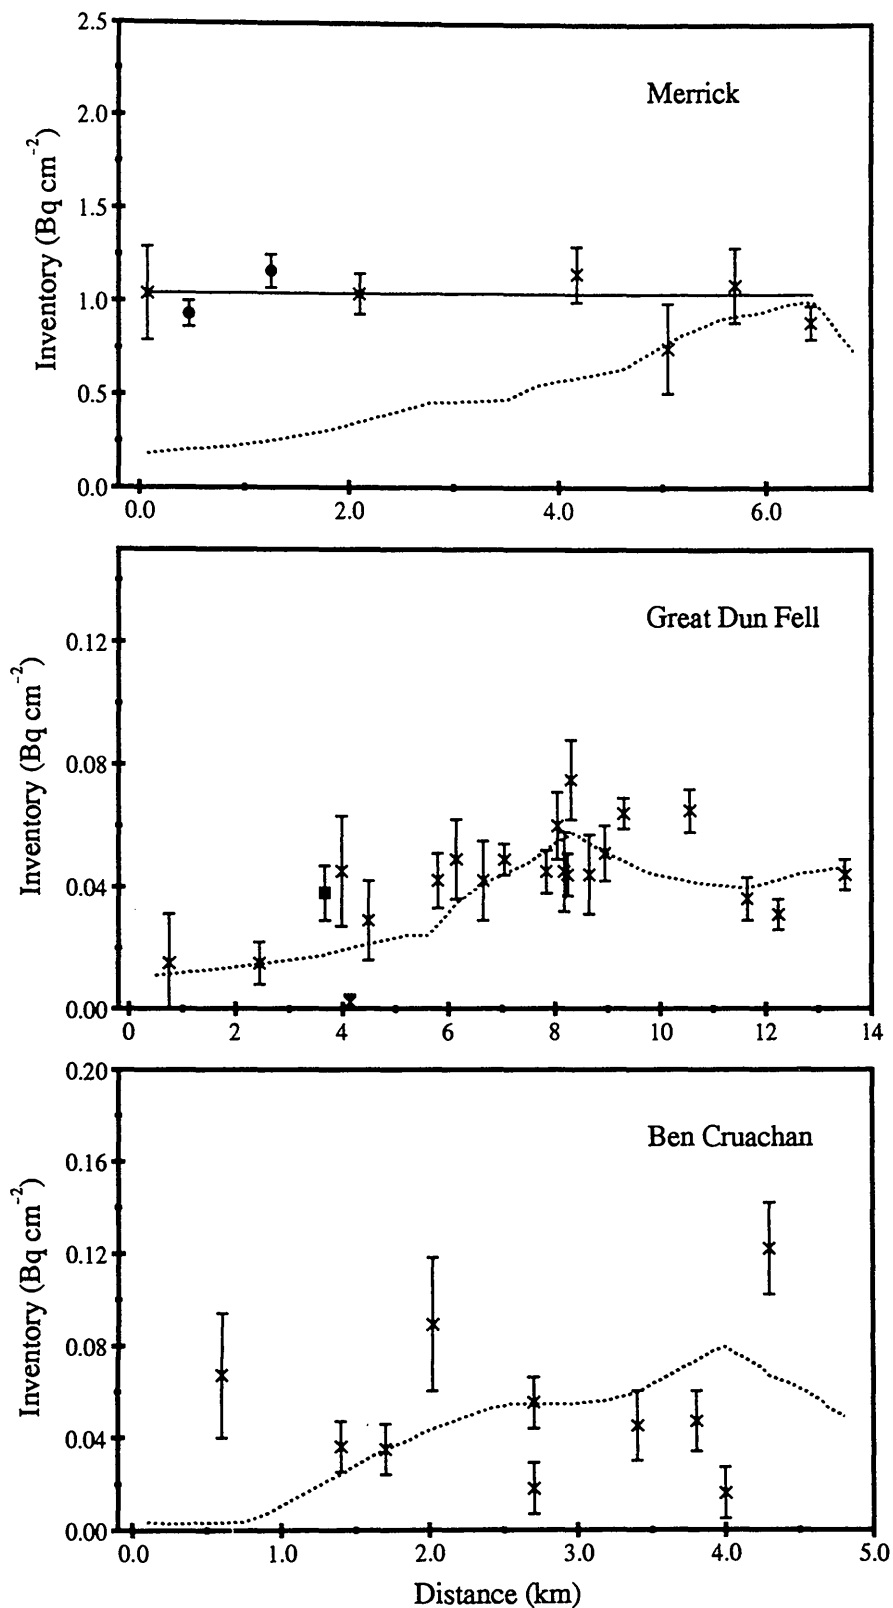 2.5
Merrick
2.0
1.5
1.0
0.5
0.0
Inventory (Bq cm⁻²)
0.0 2.0 4.0 6.0
Great Dun Fell
0.12
0.08
0.04
0.00
Inventory (Bq cm⁻²)
0 2 4 6 8 10 12 14
0.20
Ben Cruachan
0.16
0.12
0.08
0.04
0.00
Inventory (Bq cm⁻²)
0.0 1.0 2.0 3.0 4.0 5.0
Distance (km)